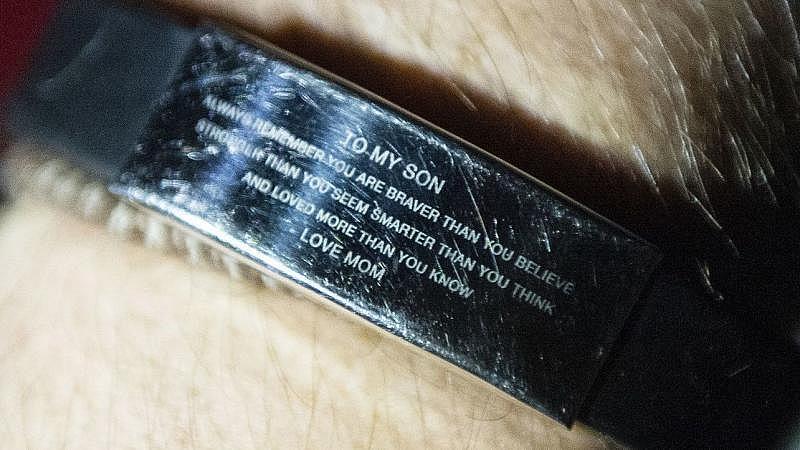 TO MY SON
ALWAYS REMEMBER YOU ARE BRAVER THAN YOU BELIEVE
STRONGER THAN YOU SEEM SMARTER THAN YOU THINK
AND LOVED MORE THAN YOU KNOW
LOVE MOM